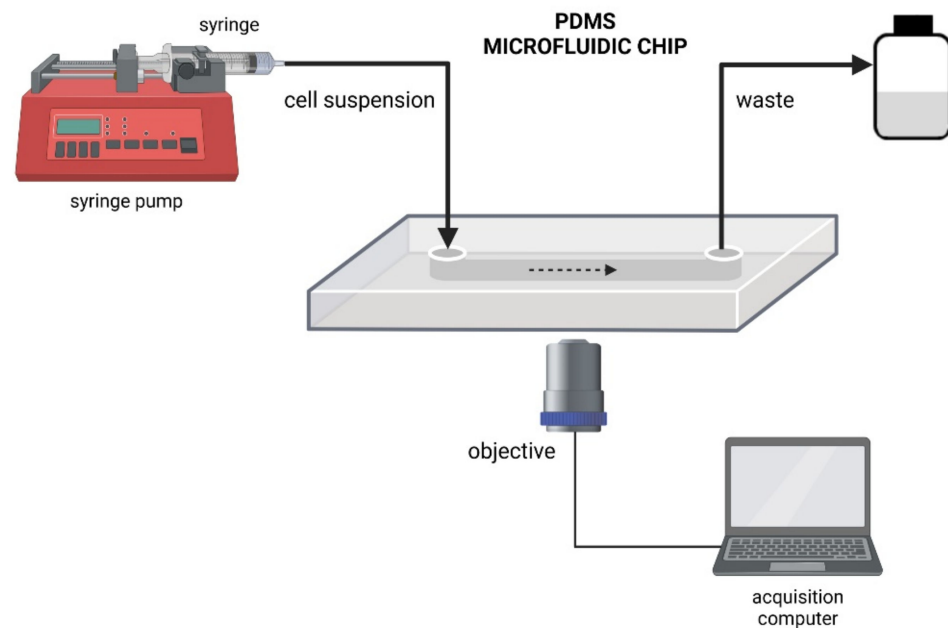 syringe
PDMS
MICROFLUIDIC CHIP
cell suspension
waste
syringe pump
objective
acquisition
computer